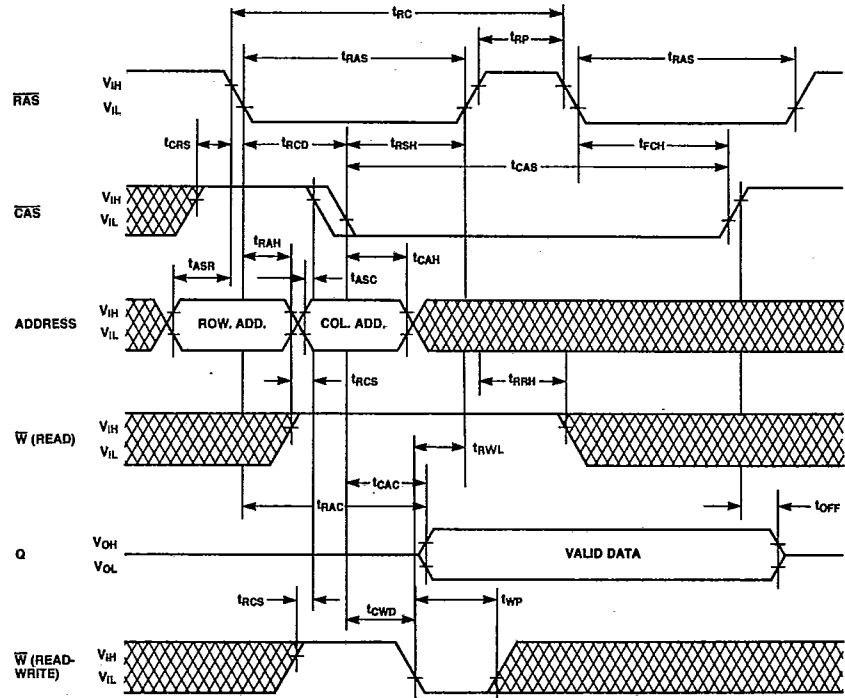 tRC
tRP
tRAS
tRAS
RAS
VIH
VIL
tCRS
tRCD
tRSH
tFCH
tCAS
CAS
VIH
VIL
tRAH
tCAH
tASR
tASC
ADDRESS
VIH
VIL
ROW. ADD.
COL. ADD.
tRCS
tRRH
W (READ)
VIH
VIL
tRWL
tCAC
tRAC
tOFF
Q
VOH
VOL
VALID DATA
tRCS
tCWD
tWP
W (READ-
WRITE)
VIH
VIL